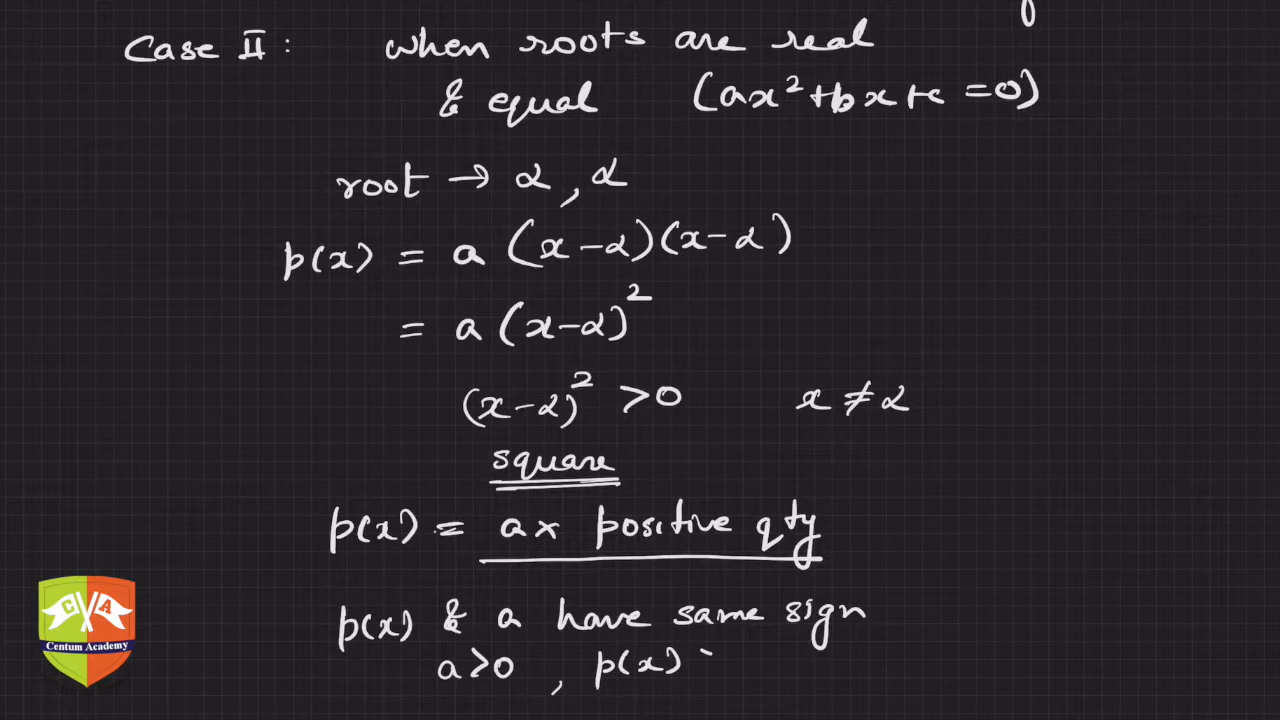 Case II : when roots are real
& equal (ax²+bx+c =0)
root → α , α
p(x) = a (x-α)(x-α)
= a (x-α)²
(x-α)² >0 x ≠ α
square
p(x) = a× positive qty
p(x) & a have same sign
a>0 , p(x)
C A
Centum Academy